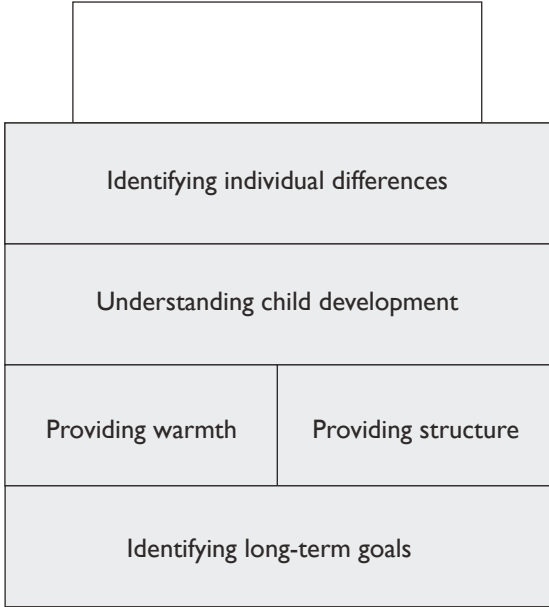 Identifying individual differences
Understanding child development
Providing warmth
Providing structure
Identifying long-term goals